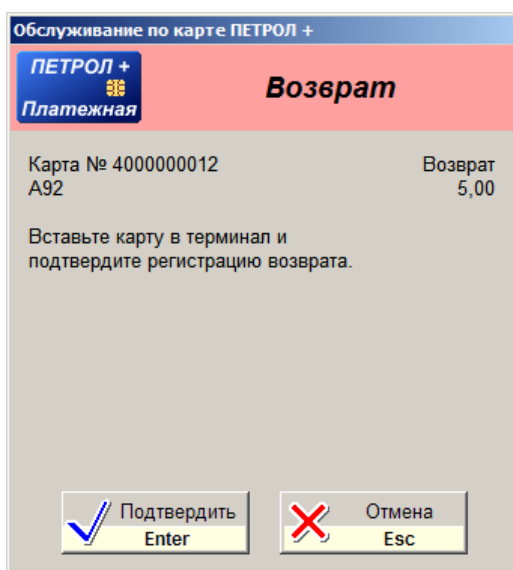 Обслуживание по карте ПЕТРОЛ +
ПЕТРОЛ +
Платежная
Возврат
Карта № 4000000012 Возврат
А92 5,00
Вставьте карту в терминал и
подтвердите регистрацию возврата.
Подтвердить
Enter
Отмена
Esc